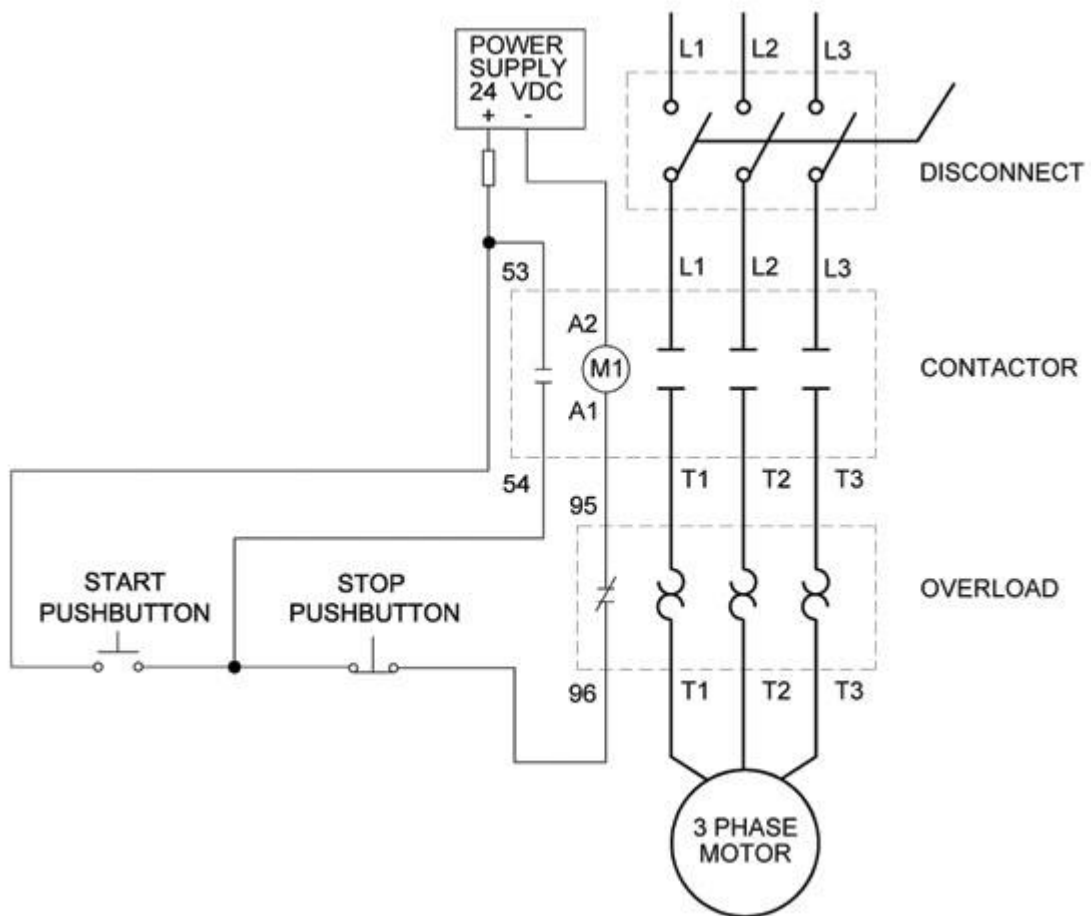 POWER
SUPPLY
24 VDC
+ -
L1 L2 L3
DISCONNECT
53
L1 L2 L3
A2
M1
A1
CONTACTOR
54
T1 T2 T3
95
START
PUSHBUTTON
STOP
PUSHBUTTON
OVERLOAD
96
T1 T2 T3
3 PHASE
MOTOR